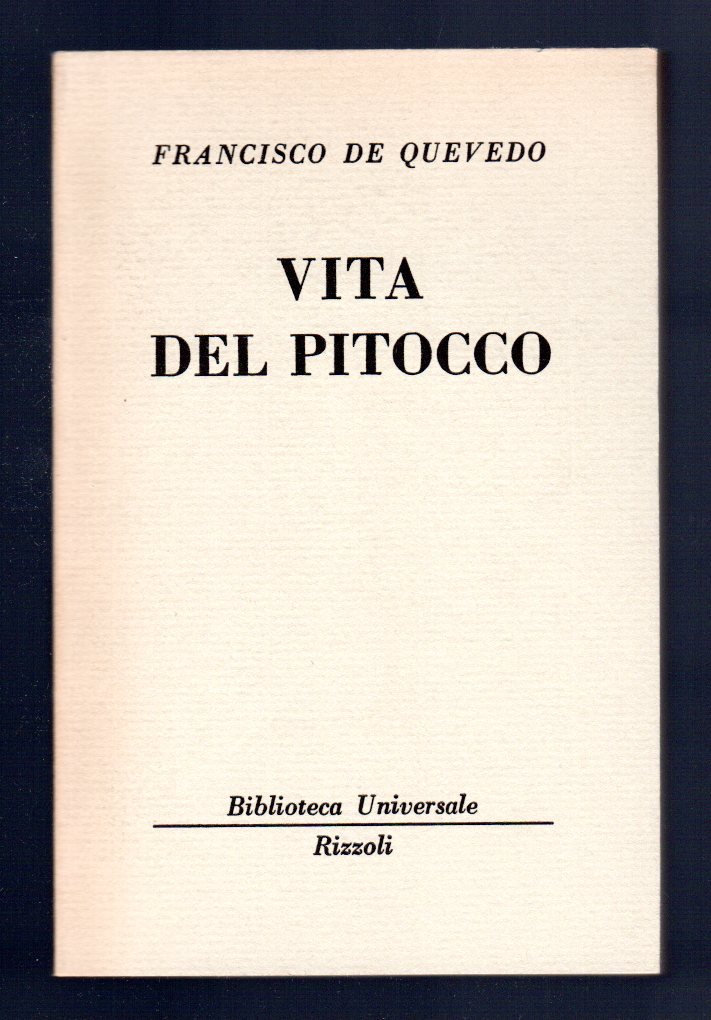 FRANCISCO DE QUEVEDO
VITA
DEL PITOCCO
Biblioteca Universale
Rizzoli